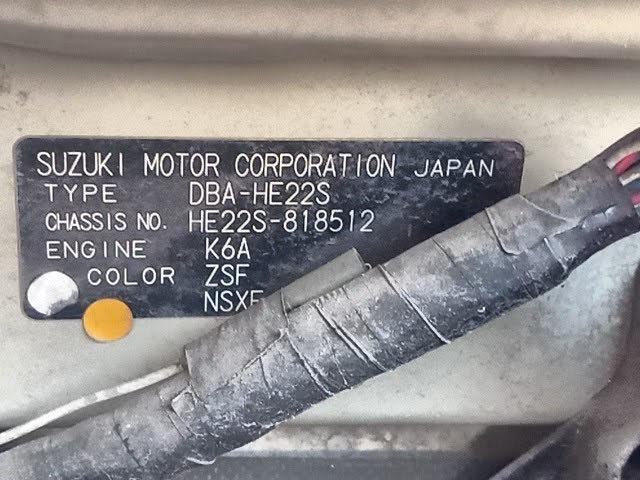 SUZUKI MOTOR CORPORATION JAPAN
TYPE DBA-HE22S
CHASSIS NO. HE22S-818512
ENGINE K6A
COLOR ZSF